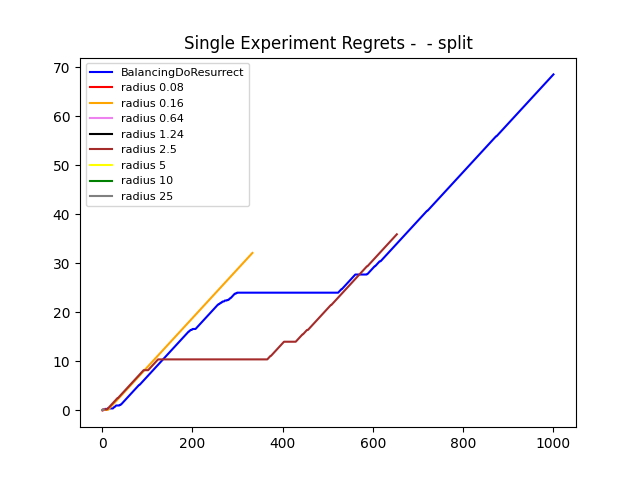 Single Experiment Regrets -  - split
70
60
50
40
30
20
10
0
BalancingDoResurrect
radius 0.08
radius 0.16
radius 0.64
radius 1.24
radius 2.5
radius 5
radius 10
radius 25
0 200 400 600 800 1000